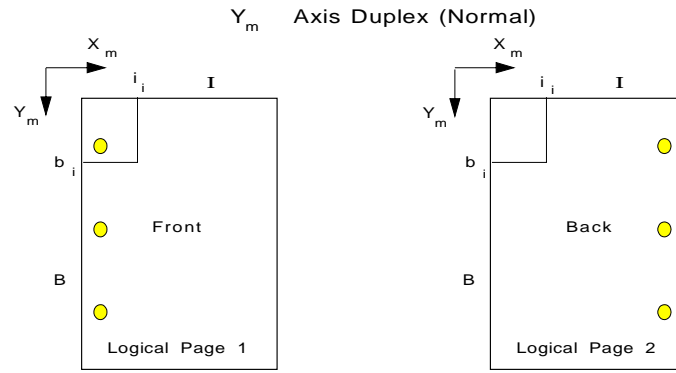 Y m Axis Duplex (Normal)
X m X m
i i I i i I
Y m Y m
b i b i
Front Back
B B
Logical Page 1 Logical Page 2